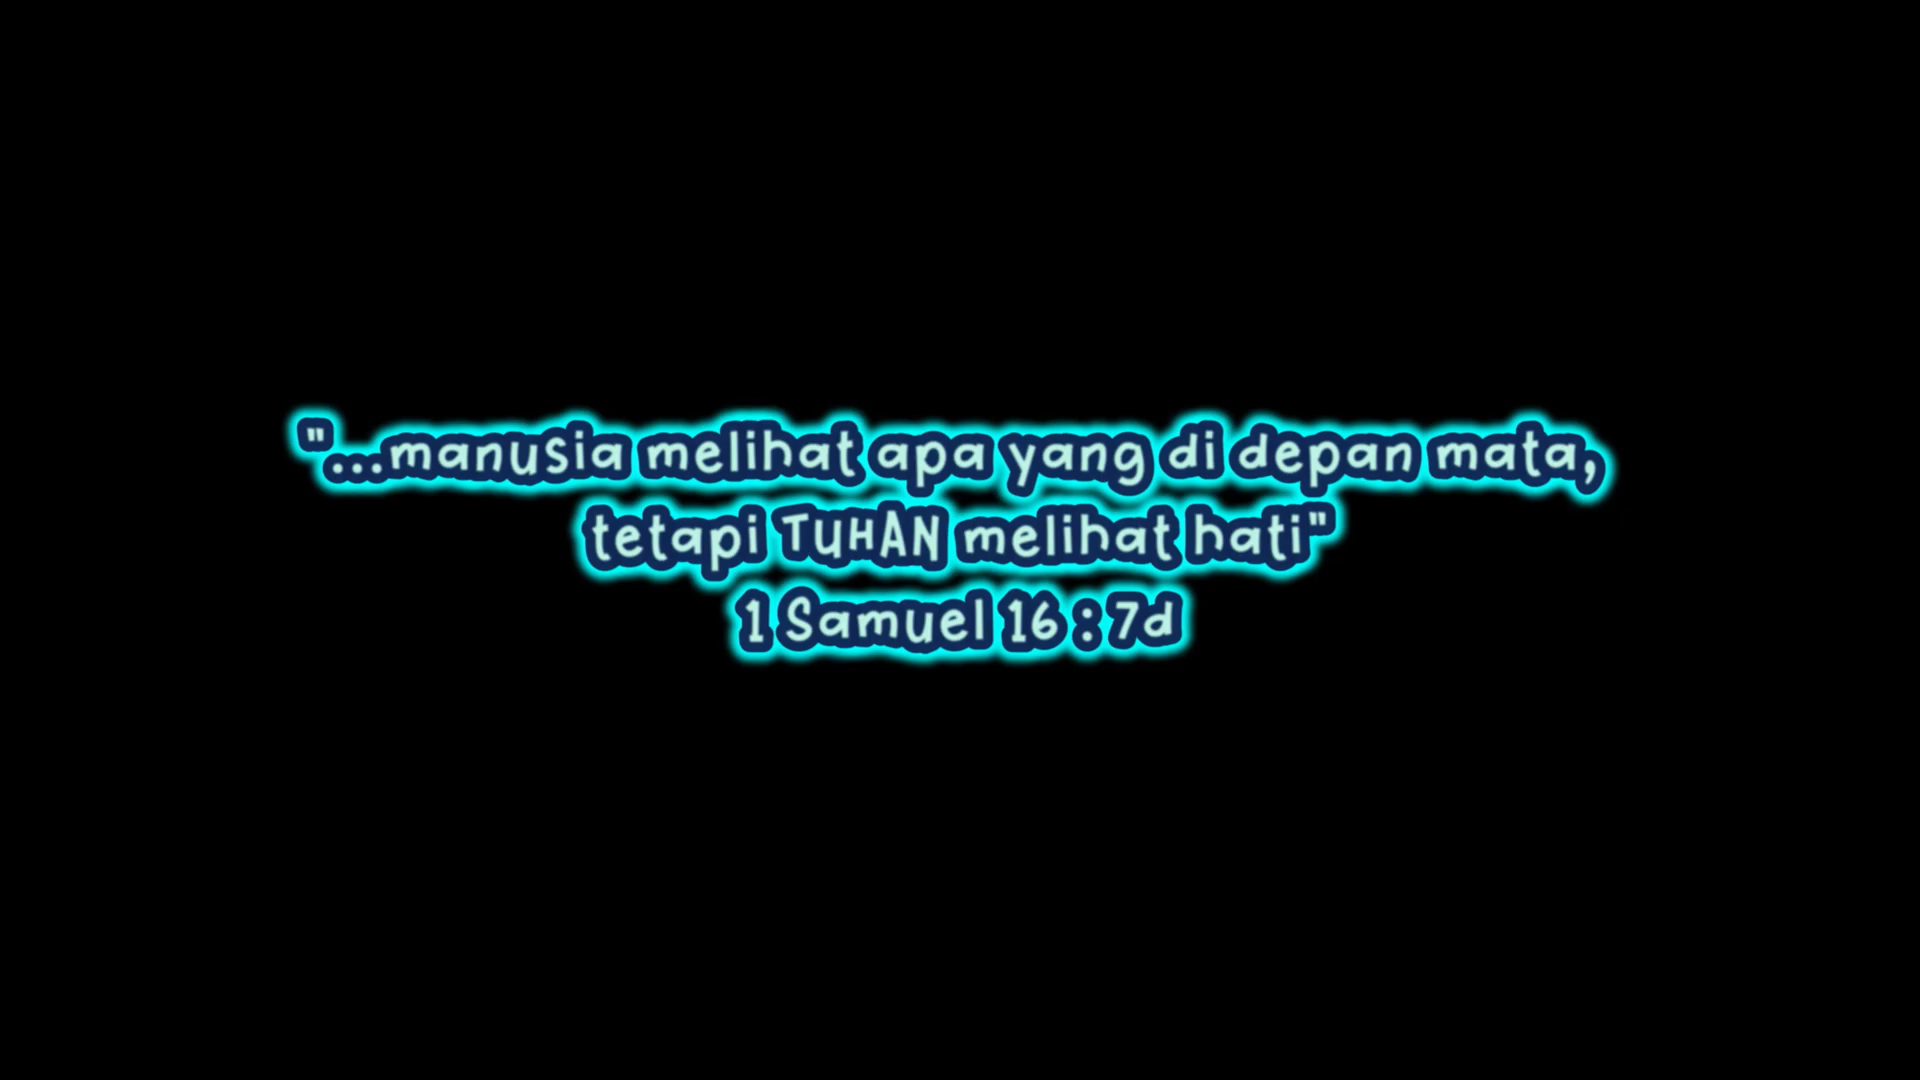 "...manusia melihat apa yang di depan mata,
tetapi TUHAN melihat hati"
1 Samuel 16 : 7d